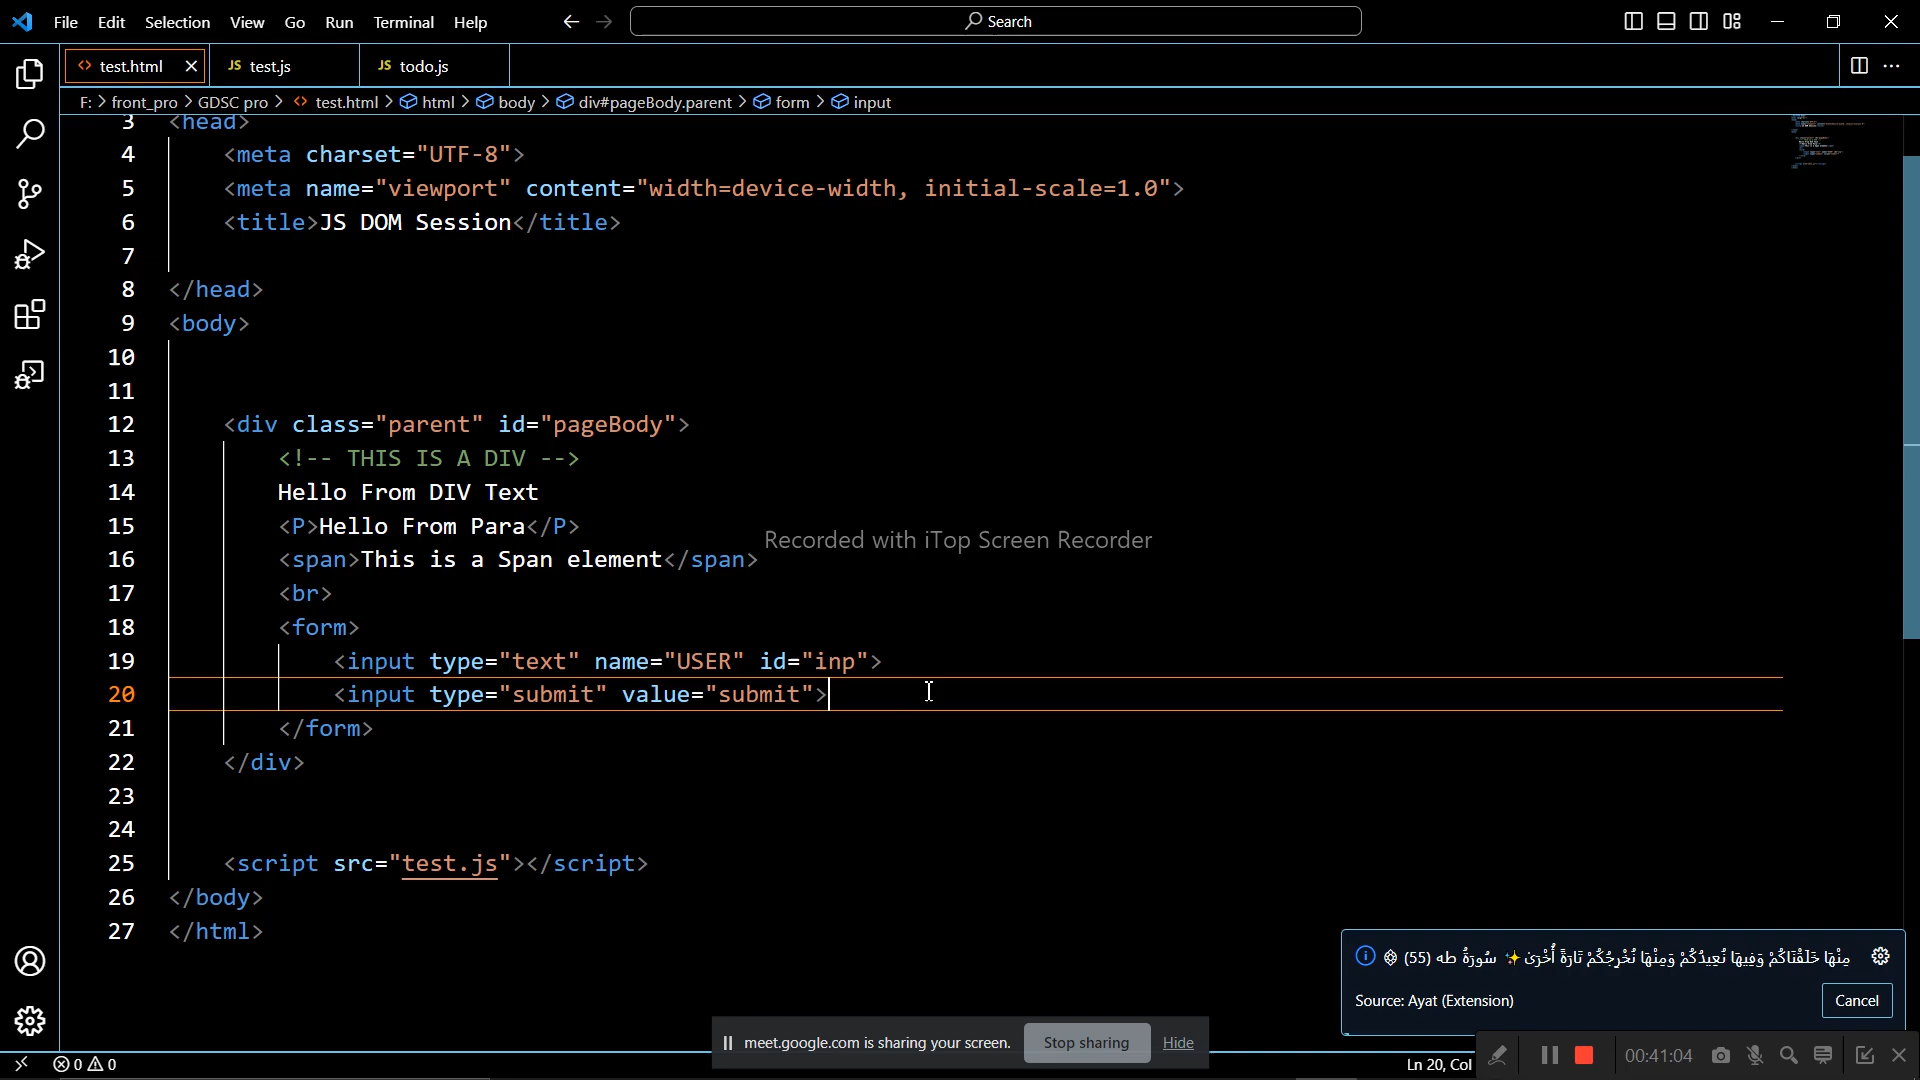 File Edit Selection View Go Run Terminal Help Search
test.html JS test.js JS todo.js
F: > front_pro > GDSC pro > test.html > html > body > div#pageBody.parent > form > input
3 <head>
4 <meta charset="UTF-8">
5 <meta name="viewport" content="width=device-width, initial-scale=1.0">
6 <title>JS DOM Session</title>
7
8 </head>
9 <body>
10
11
12 <div class="parent" id="pageBody">
13 <!-- THIS IS A DIV -->
14 Hello From DIV Text
15 <P>Hello From Para</P>
Recorded with iTop Screen Recorder
16 <span>This is a Span element</span>
17 <br>
18 <form>
19 <input type="text" name="USER" id="inp">
20 <input type="submit" value="submit">
21 </form>
22 </div>
23
24
25 <script src="test.js"></script>
26 </body>
27 </html>
مِنْهَا خَلَقْنَاكُمْ وَفِيهَا نُعِيدُكُمْ وَمِنْهَا نُخْرِجُكُمْ تَارَةً أُخْرَىٰ ✨ سُورَةُ طه (55)
Source: Ayat (Extension) Cancel
meet.google.com is sharing your screen. Stop sharing Hide
0 0 Ln 20, Col 00:41:04